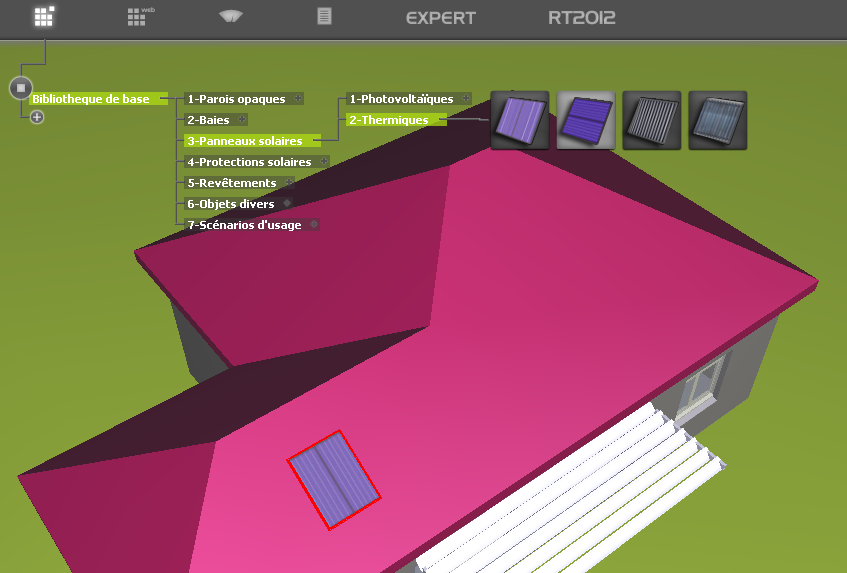 web
EXPERT
RT2012
Bibliotheque de base
1-Parois opaques
2-Baies
3-Panneaux solaires
4-Protections solaires
5-Revêtements
6-Objets divers
7-Scénarios d'usage
1-Photovoltaïques
2-Thermiques